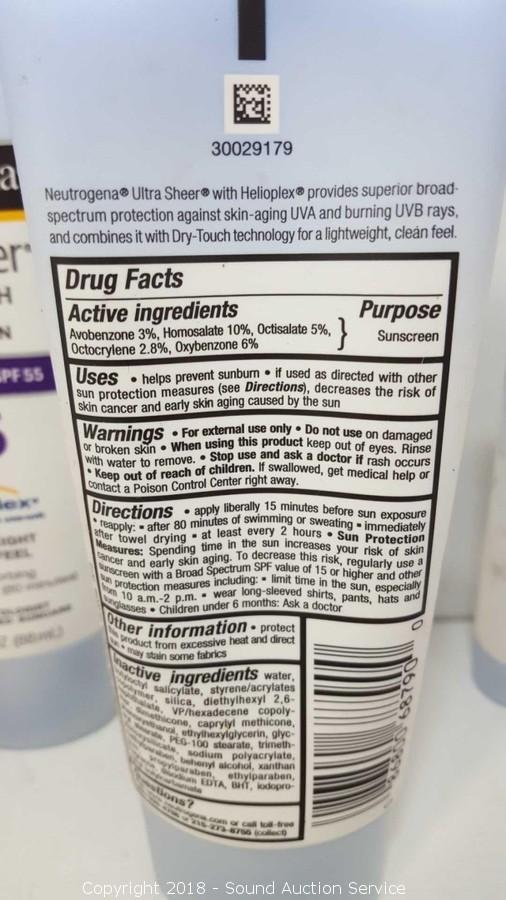 30029179
Neutrogena® Ultra Sheer® with Helioplex® provides superior broad-
spectrum protection against skin-aging UVA and burning UVB rays,
and combines it with Dry-Touch technology for a lightweight, clean feel.
Drug Facts
Active ingredients
Purpose
Avobenzone 3%, Homosalate 10%, Octisalate 5%,
Octocrylene 2.8%, Oxybenzone 6%
Sunscreen
Uses • helps prevent sunburn • if used as directed with other
sun protection measures (see Directions), decreases the risk of
skin cancer and early skin aging caused by the sun
Warnings • For external use only • Do not use on damaged
or broken skin • When using this product keep out of eyes. Rinse
with water to remove. • Stop use and ask a doctor if rash occurs
• Keep out of reach of children. If swallowed, get medical help or
contact a Poison Control Center right away.
Directions • apply liberally 15 minutes before sun exposure
• reapply: ▪ after 80 minutes of swimming or sweating ▪ immediately
after towel drying ▪ at least every 2 hours • Sun Protection
Measures: Spending time in the sun increases your risk of skin
cancer and early skin aging. To decrease this risk, regularly use a
sunscreen with a Broad Spectrum SPF value of 15 or higher and other
sun protection measures including: ▪ limit time in the sun, especially
from 10 a.m.-2 p.m. ▪ wear long-sleeved shirts, pants, hats and
sunglasses • Children under 6 months: Ask a doctor
Other information • protect
product from excessive heat and direct
• may stain some fabrics
Inactive ingredients water,
salicylate, styrene/acrylates
silica, diethylhexyl 2,6-
VP/hexadecene copoly-
dimethicone, caprylyl methicone,
ethylhexylglycerin, glyc-
PEG-100 stearate, trimeth-
sodium polyacrylate,
behenyl alcohol, xanthan
propylparaben, ethylparaben,
disodium EDTA, BHT, iodopro-
Questions?
or call toll-free
(collect)
SPF 55
Copyright 2018 - Sound Auction Service